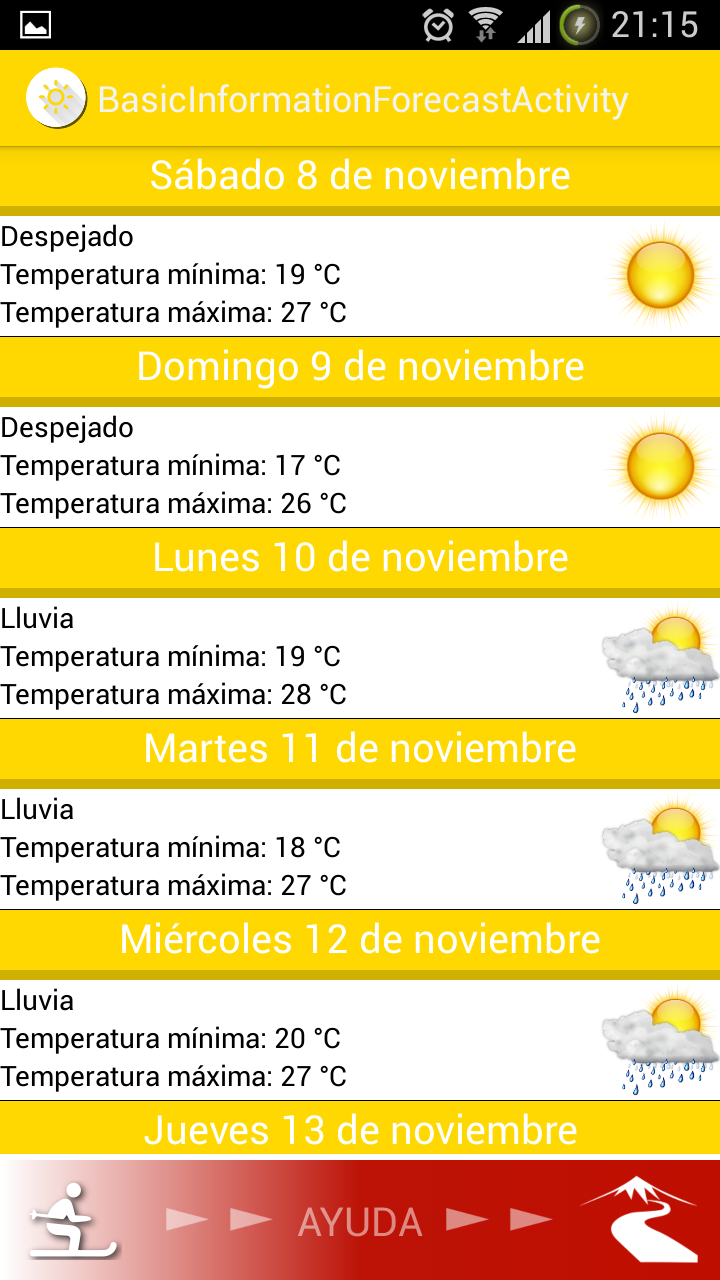 21:15
BasicInformationForecastActivity
Sábado 8 de noviembre
Despejado
Temperatura mínima: 19 °C
Temperatura máxima: 27 °C
Domingo 9 de noviembre
Despejado
Temperatura mínima: 17 °C
Temperatura máxima: 26 °C
Lunes 10 de noviembre
Lluvia
Temperatura mínima: 19 °C
Temperatura máxima: 28 °C
Martes 11 de noviembre
Lluvia
Temperatura mínima: 18 °C
Temperatura máxima: 27 °C
Miércoles 12 de noviembre
Lluvia
Temperatura mínima: 20 °C
Temperatura máxima: 27 °C
Jueves 13 de noviembre
AYUDA